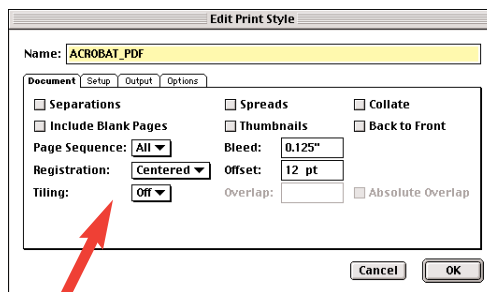 Edit Print Style
Name: ACROBAT_PDF
Document Setup Output Options
Separations Spreads Collate
Include Blank Pages Thumbnails Back to Front
Page Sequence: All Bleed: 0.125"
Registration: Centered Offset: 12 pt
Tiling: Off Overlap: Absolute Overlap
Cancel OK